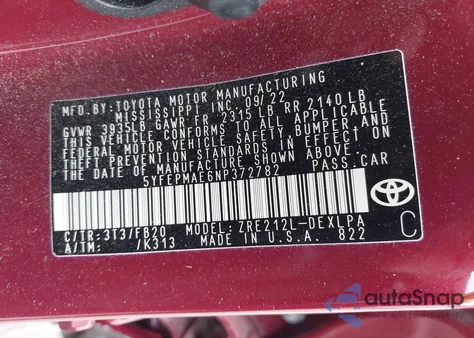 MFD.BY:TOYOTA MOTOR MANUFACTURING
MISSISSIPPI INC. 09/22
GVWR 3935LB GAWR FR 2315 LB RR 2140 LB
THIS VEHICLE CONFORMS TO ALL APPLICABLE
FEDERAL MOTOR VEHICLE SAFETY, BUMPER AND
THEFT PREVENTION STANDARDS IN EFFECT ON
THE DATE OF MANUFACTURE SHOWN ABOVE.
5YFEPMAE6NP372782 PASS.CAR
C/TR:3T3/FB20 MODEL:ZRE212L-DEXLPA
A/TM: /K313 MADE IN U.S.A. 822
C
autoSnap